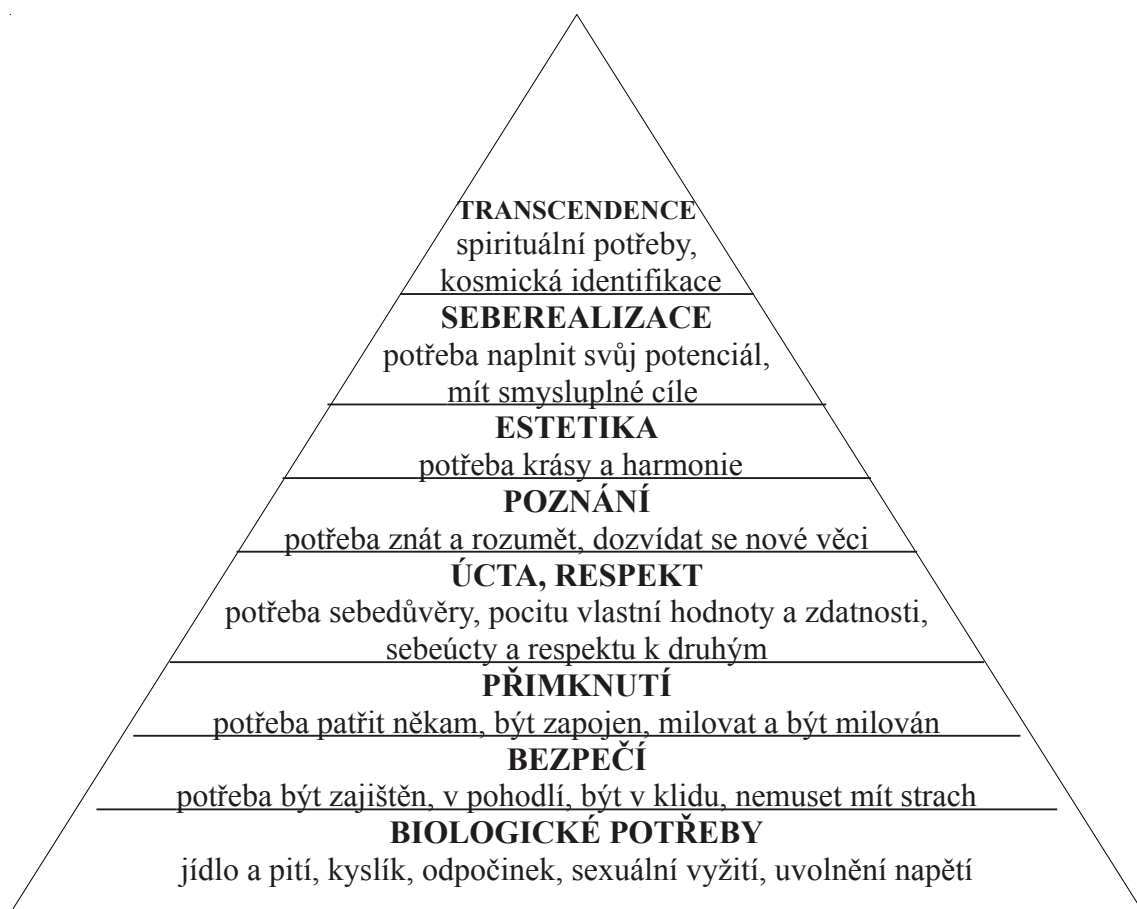 TRANSCENDENCE
spirituální potřeby,
kosmická identifikace
SEBEREALIZACE
potřeba naplnit svůj potenciál,
mít smysluplné cíle
ESTETIKA
potřeba krásy a harmonie
POZNÁNÍ
potřeba znát a rozumět, dozvídat se nové věci
ÚCTA, RESPEKT
potřeba sebedůvěry, pocitu vlastní hodnoty a zdatnosti,
sebeúcty a respektu k druhým
PŘIMKNUTÍ
potřeba patřit někam, být zapojen, milovat a být milován
BEZPEČÍ
potřeba být zajištěn, v pohodlí, být v klidu, nemuset mít strach
BIOLOGICKÉ POTŘEBY
jídlo a pití, kyslík, odpočinek, sexuální vyžití, uvolnění napětí